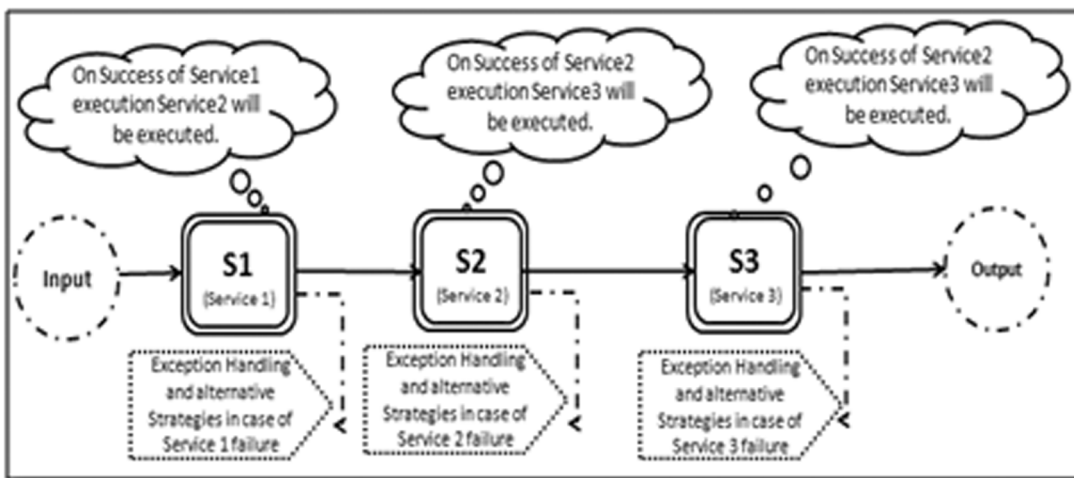 On Success of Service1
execution Service2 will
be executed.
On Success of Service2
execution Service3 will
be executed.
On Success of Service2
execution Service3 will
be executed.
Input
S1
(Service 1)
S2
(Service 2)
S3
(Service 3)
Output
Exception Handling
and alternative
Strategies in case of
Service 1 failure
Exception Handling
and alternative
Strategies in case of
Service 2 failure
Exception Handling
and alternative
Strategies in case of
Service 3 failure